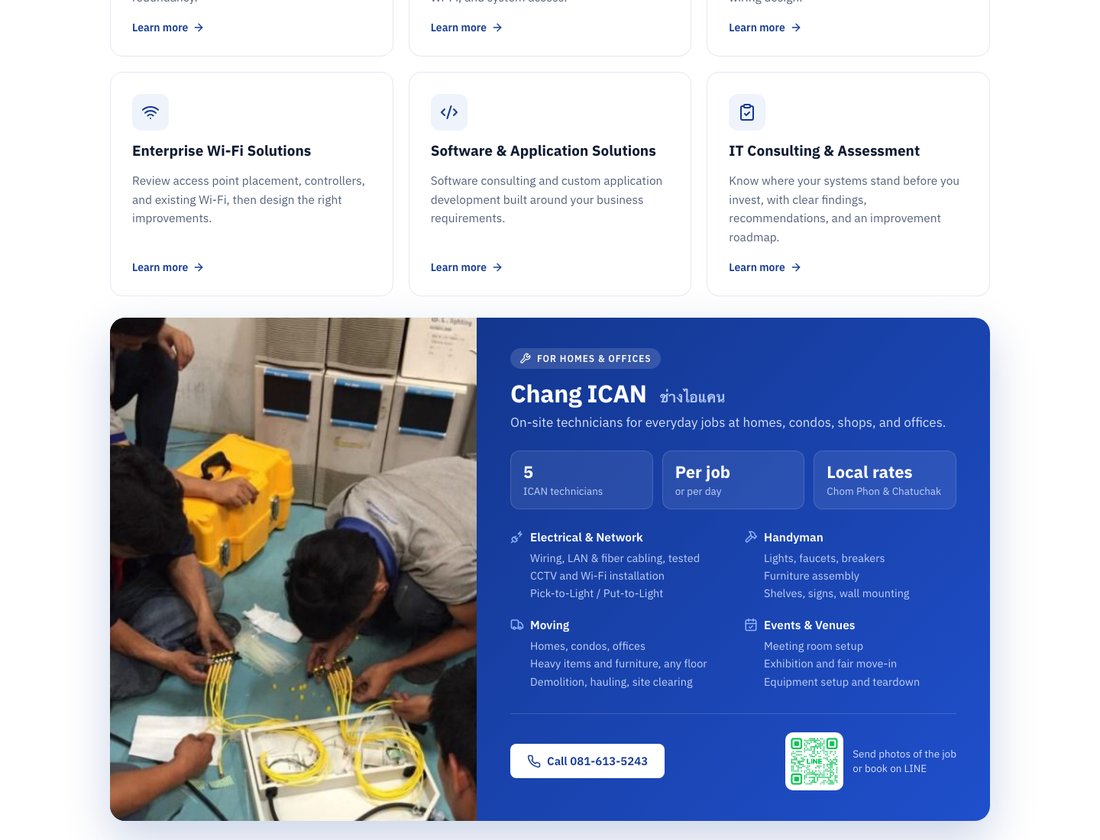 Learn more →
Learn more →
Learn more →
Enterprise Wi-Fi Solutions
Review access point placement, controllers,
and existing Wi-Fi, then design the right
improvements.
Learn more →
Software & Application Solutions
Software consulting and custom application
development built around your business
requirements.
Learn more →
IT Consulting & Assessment
Know where your systems stand before you
invest, with clear findings,
recommendations, and an improvement
roadmap.
Learn more →
FOR HOMES & OFFICES
Chang ICAN ช่างไอแคน
On-site technicians for everyday jobs at homes, condos, shops, and offices.
5
ICAN technicians
Per job
or per day
Local rates
Chom Phon & Chatuchak
Electrical & Network
Wiring, LAN & fiber cabling, tested
CCTV and Wi-Fi installation
Pick-to-Light / Put-to-Light
Handyman
Lights, faucets, breakers
Furniture assembly
Shelves, signs, wall mounting
Moving
Homes, condos, offices
Heavy items and furniture, any floor
Demolition, hauling, site clearing
Events & Venues
Meeting room setup
Exhibition and fair move-in
Equipment setup and teardown
Call 081-613-5243
LINE
Send photos of the job
or book on LINE